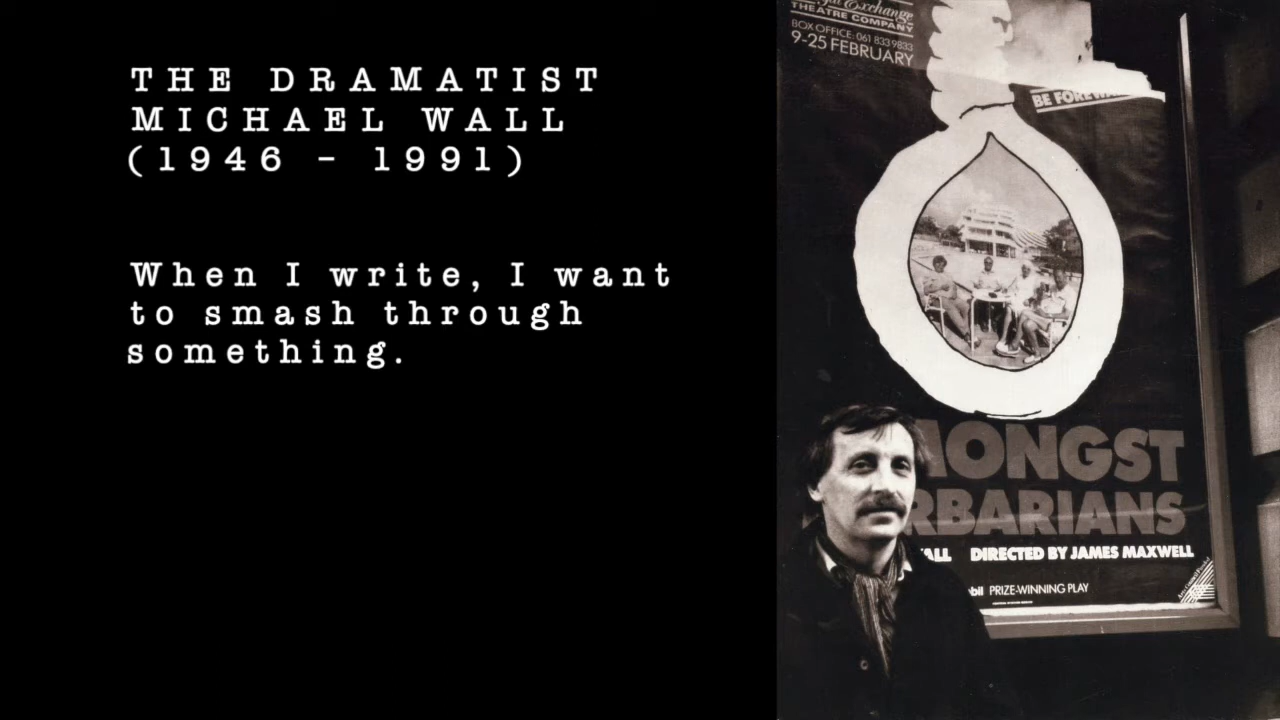 THE DRAMATIST
MICHAEL WALL
(1946 - 1991)
When I write, I want
to smash through
something.
Exchange
THEATRE COMPANY
BOX OFFICE: 061 833 9833
9-25 FEBRUARY
BE
MONGST
RBARIANS
ALL DIRECTED BY JAMES MAXWELL
bil PRIZE-WINNING PLAY